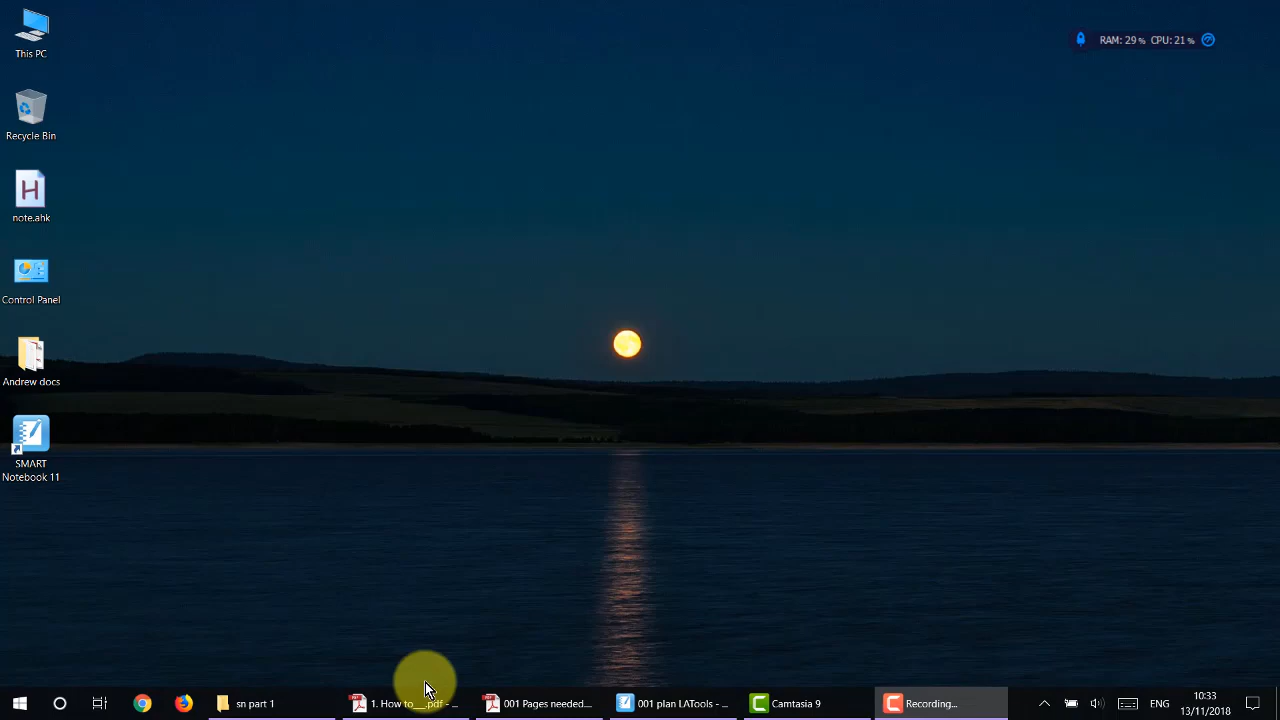 This PC
RAM: 29% CPU: 21%
Recycle Bin
H
note.ahk
Control Panel
Andrew docs
SMART
Notebook 11
sn part 1
1. How to__.pdf - ...
001 Pages needed...
001 plan LATools - ...
Camtasia 9
Recording...
ENG
10:33
13/11/2018